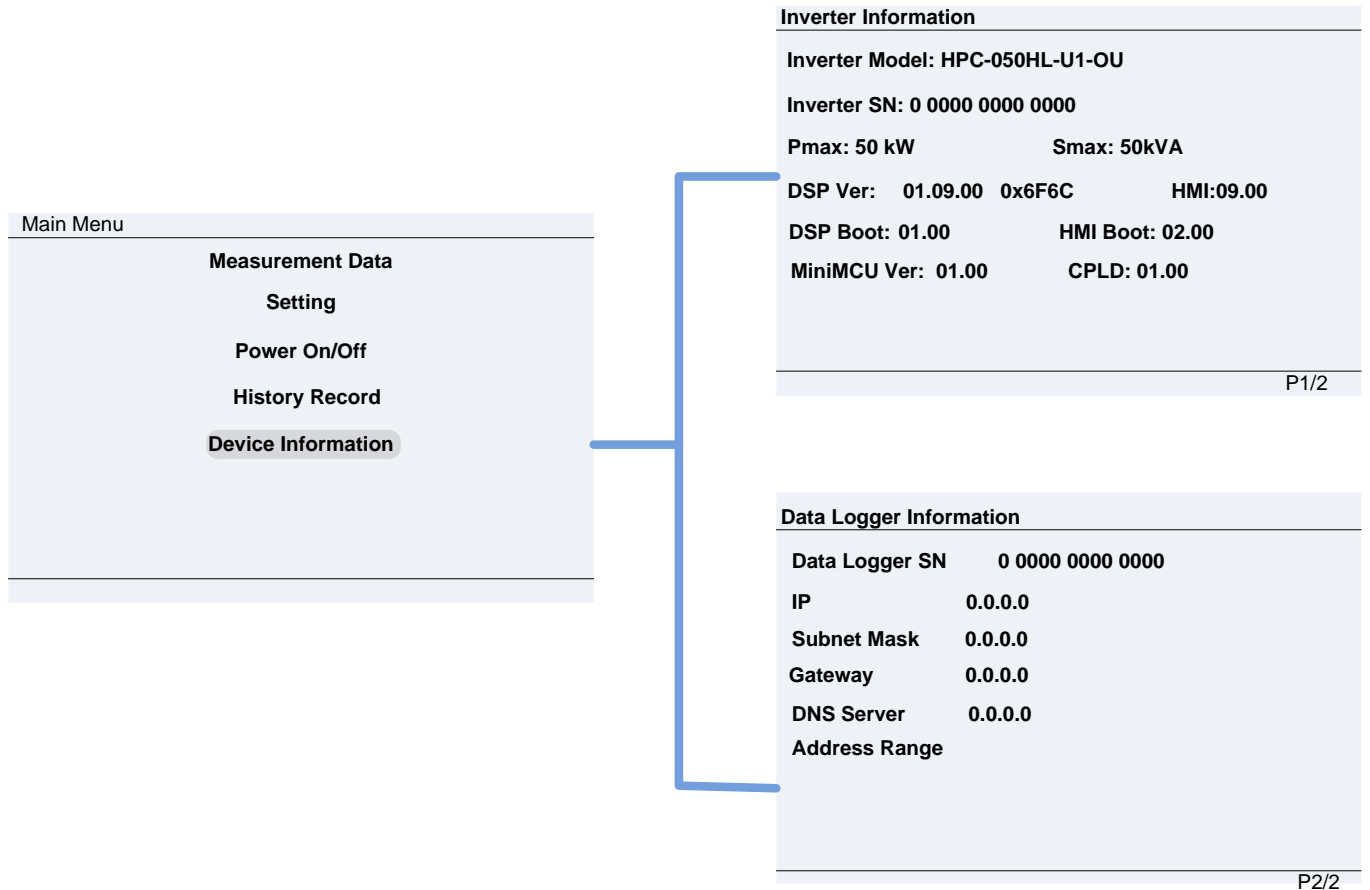 Main Menu
Measurement Data
Setting
Power On/Off
History Record
Device Information
Inverter Information
Inverter Model: HPC-050HL-U1-OU
Inverter SN: 0 0000 0000 0000
Pmax: 50 kW Smax: 50kVA
DSP Ver: 01.09.00 0x6F6C HMI:09.00
DSP Boot: 01.00 HMI Boot: 02.00
MiniMCU Ver: 01.00 CPLD: 01.00
P1/2
Data Logger Information
Data Logger SN 0 0000 0000 0000
IP 0.0.0.0
Subnet Mask 0.0.0.0
Gateway 0.0.0.0
DNS Server 0.0.0.0
Address Range
P2/2